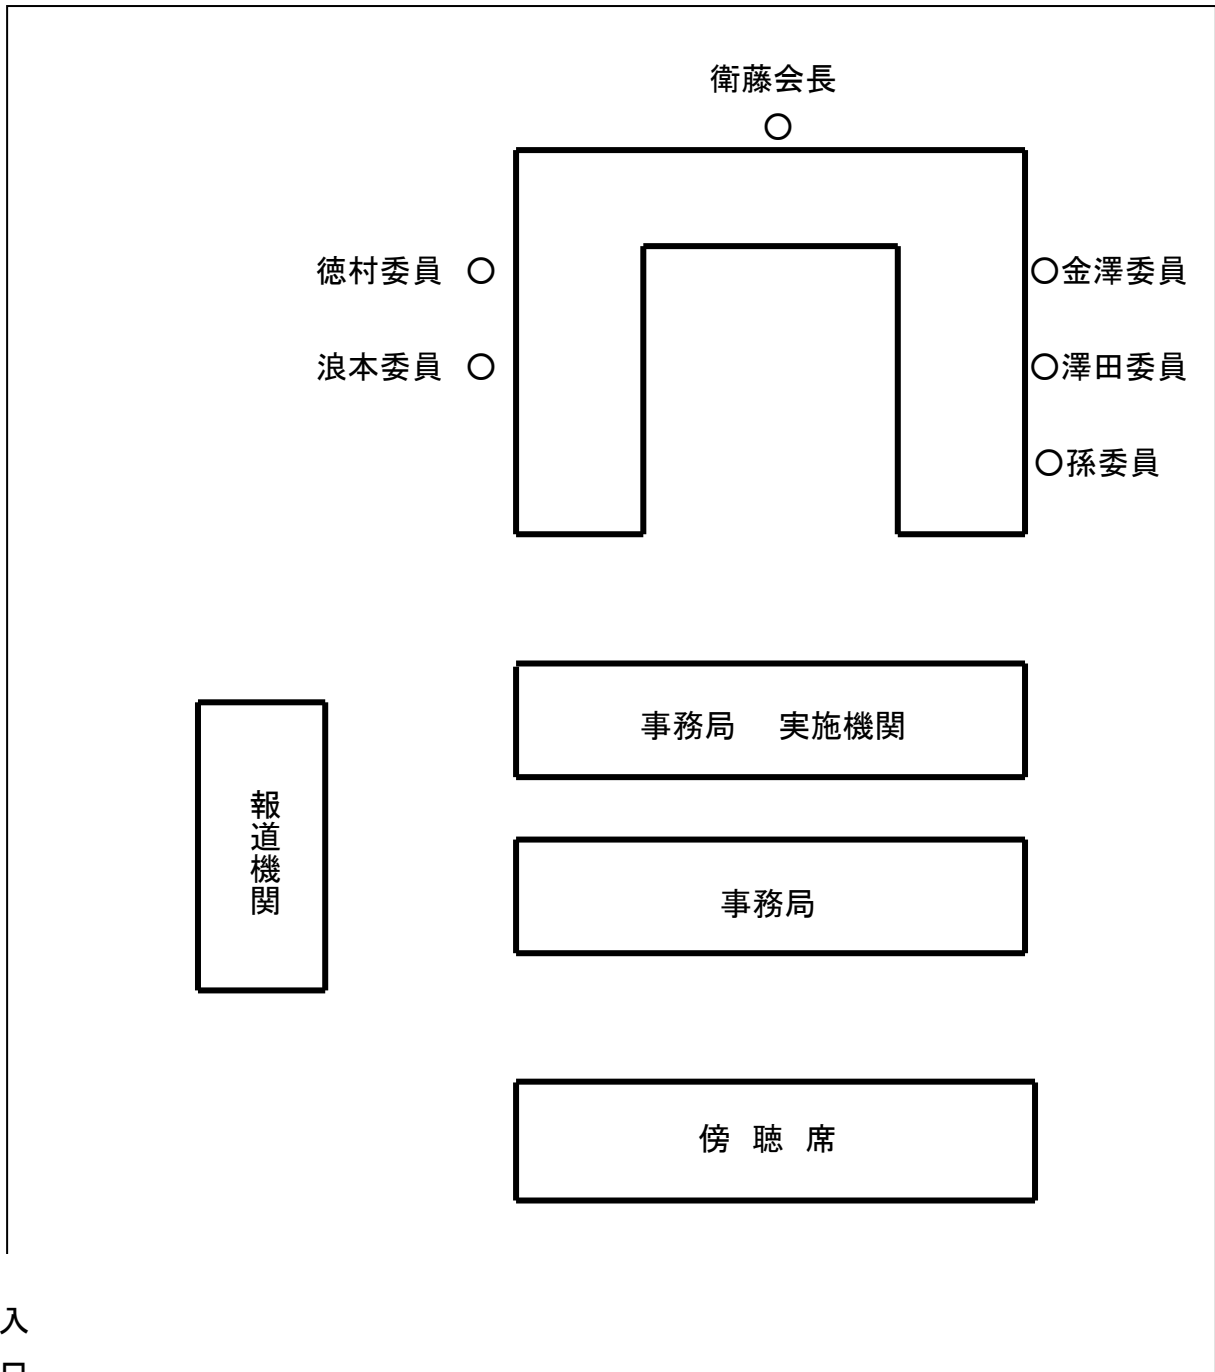 衛藤会長
○
徳村委員 ○
○金澤委員
浪本委員 ○
○澤田委員
○孫委員
事務局 実施機関
報道機関
事務局
傍 聴 席
入
口